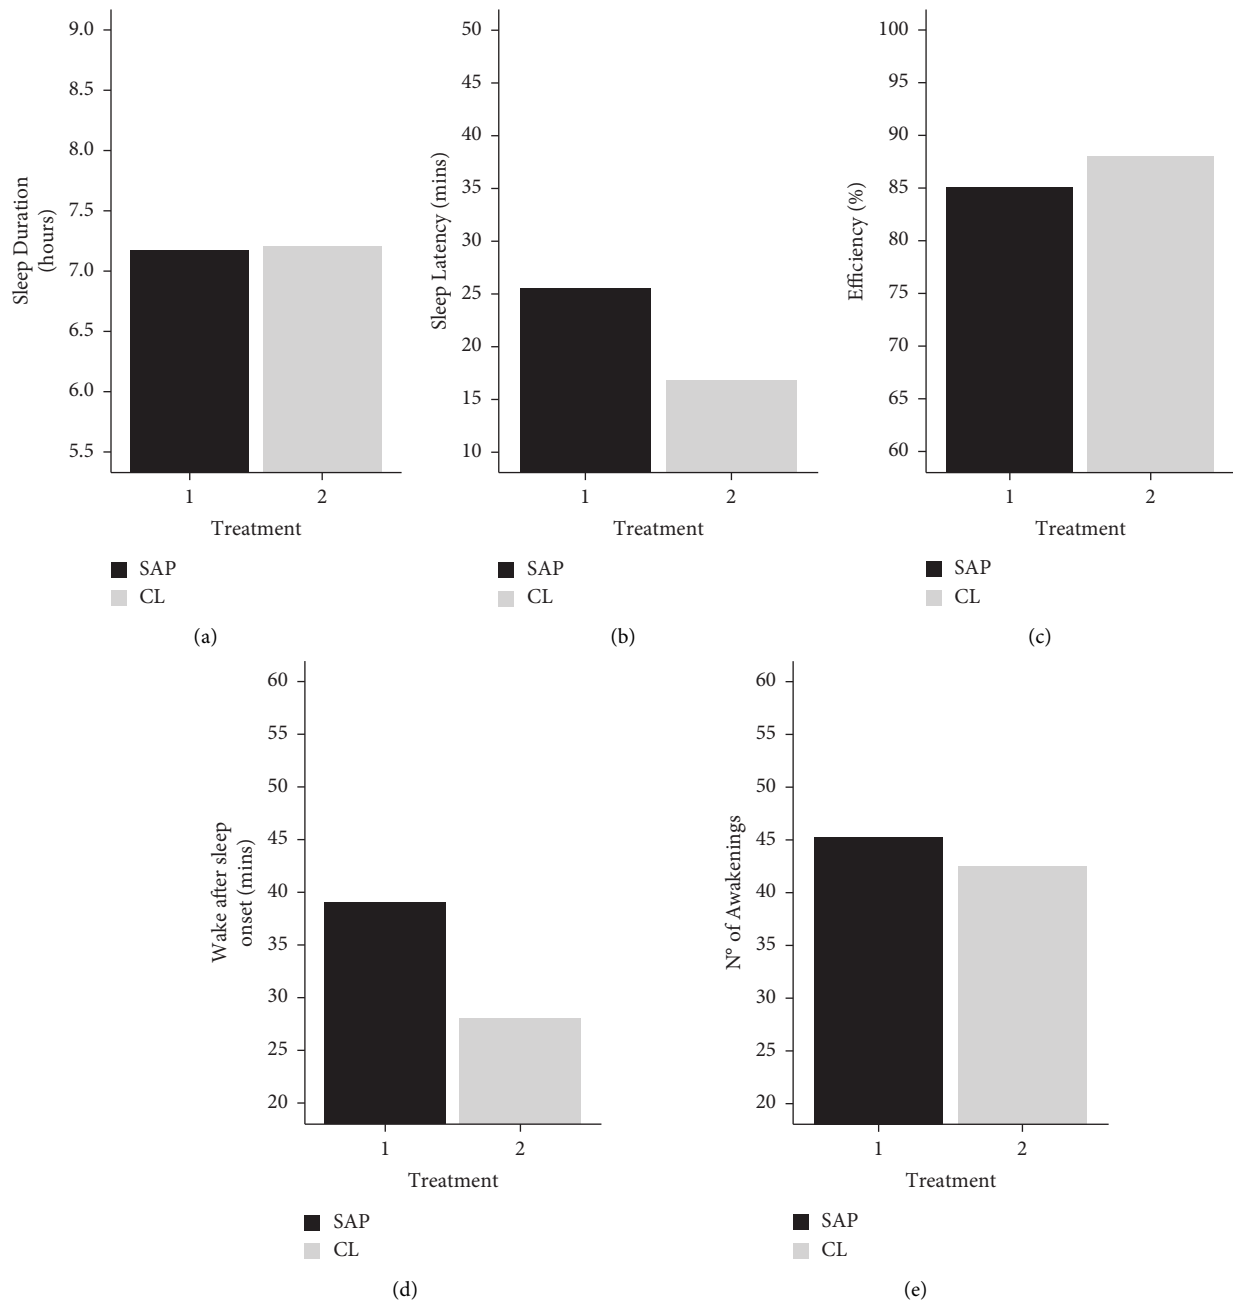 9.0
8.5
8.0
7.5
7.0
6.5
6.0
5.5
Sleep Duration
(hours)
1 2
Treatment
SAP
CL
(a)
50
45
40
35
30
25
20
15
10
Sleep Latency (mins)
1 2
Treatment
SAP
CL
(b)
100
95
90
85
80
75
70
65
60
Efficiency (%)
1 2
Treatment
SAP
CL
(c)
60
55
50
45
40
35
30
25
20
Wake after sleep
onset (mins)
1 2
Treatment
SAP
CL
(d)
60
55
50
45
40
35
30
25
20
N° of Awakenings
1 2
Treatment
SAP
CL
(e)